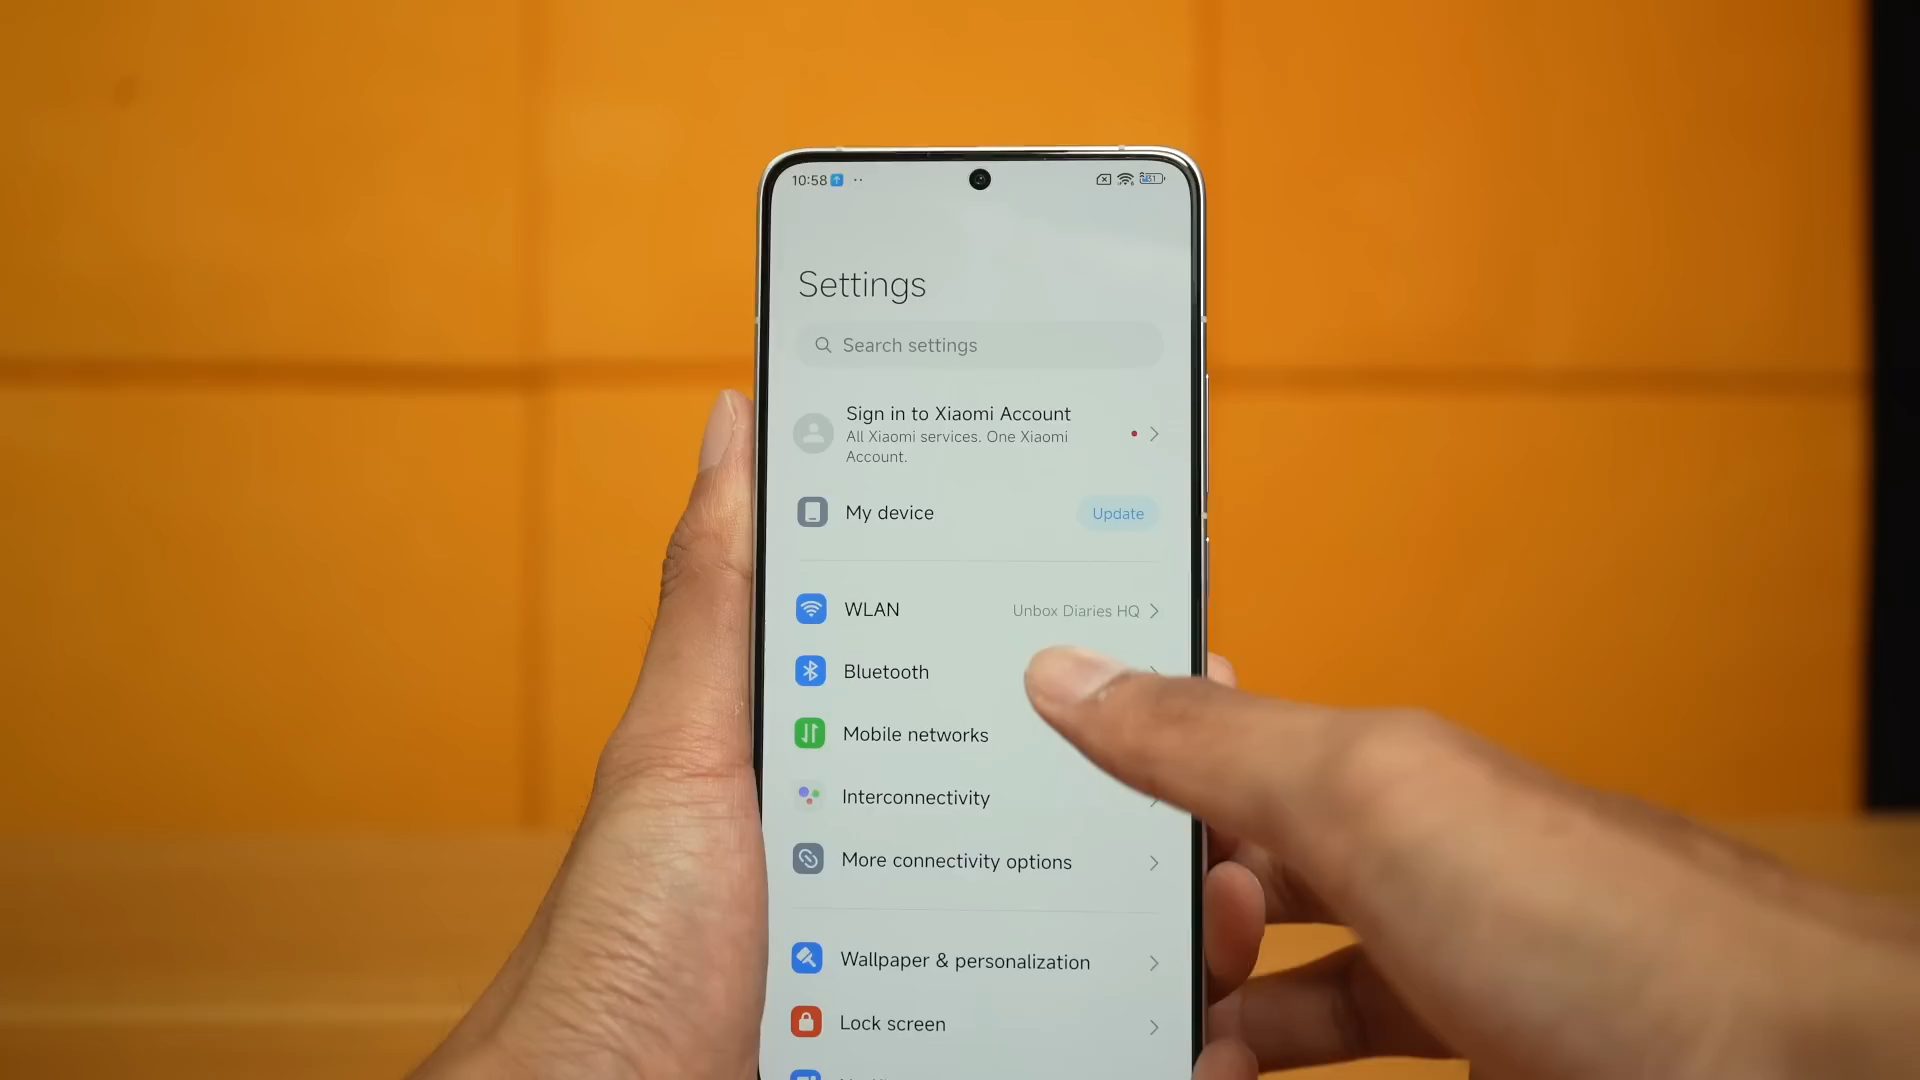 10:58
Settings
Search settings
Sign in to Xiaomi Account
All Xiaomi services. One Xiaomi
Account.
My device
Update
WLAN
Unbox Diaries HQ
Bluetooth
Mobile networks
Interconnectivity
More connectivity options
Wallpaper & personalization
Lock screen